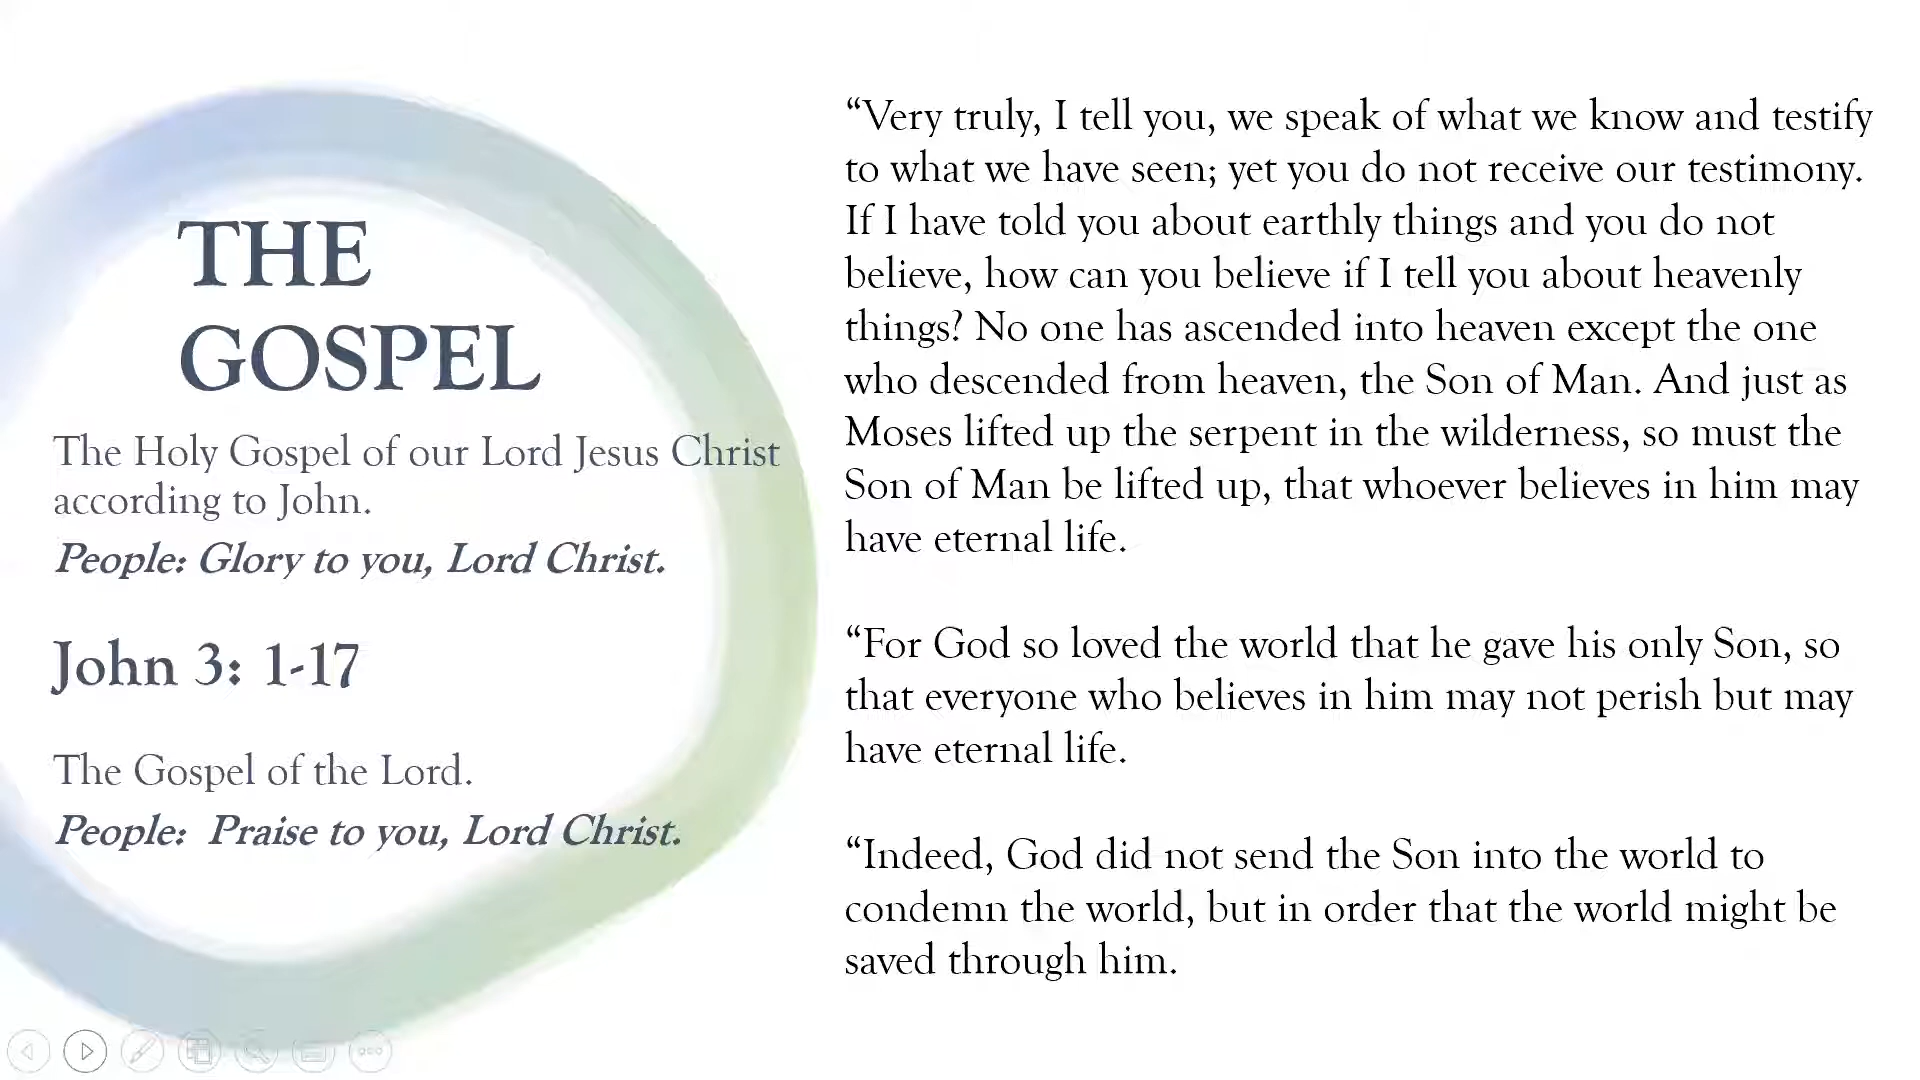 THE
GOSPEL
The Holy Gospel of our Lord Jesus Christ
according to John.
People: Glory to you, Lord Christ.
John 3: 1-17
The Gospel of the Lord.
People:  Praise to you, Lord Christ.
“Very truly, I tell you, we speak of what we know and testify
to what we have seen; yet you do not receive our testimony.
If I have told you about earthly things and you do not
believe, how can you believe if I tell you about heavenly
things? No one has ascended into heaven except the one
who descended from heaven, the Son of Man. And just as
Moses lifted up the serpent in the wilderness, so must the
Son of Man be lifted up, that whoever believes in him may
have eternal life.
“For God so loved the world that he gave his only Son, so
that everyone who believes in him may not perish but may
have eternal life.
“Indeed, God did not send the Son into the world to
condemn the world, but in order that the world might be
saved through him.